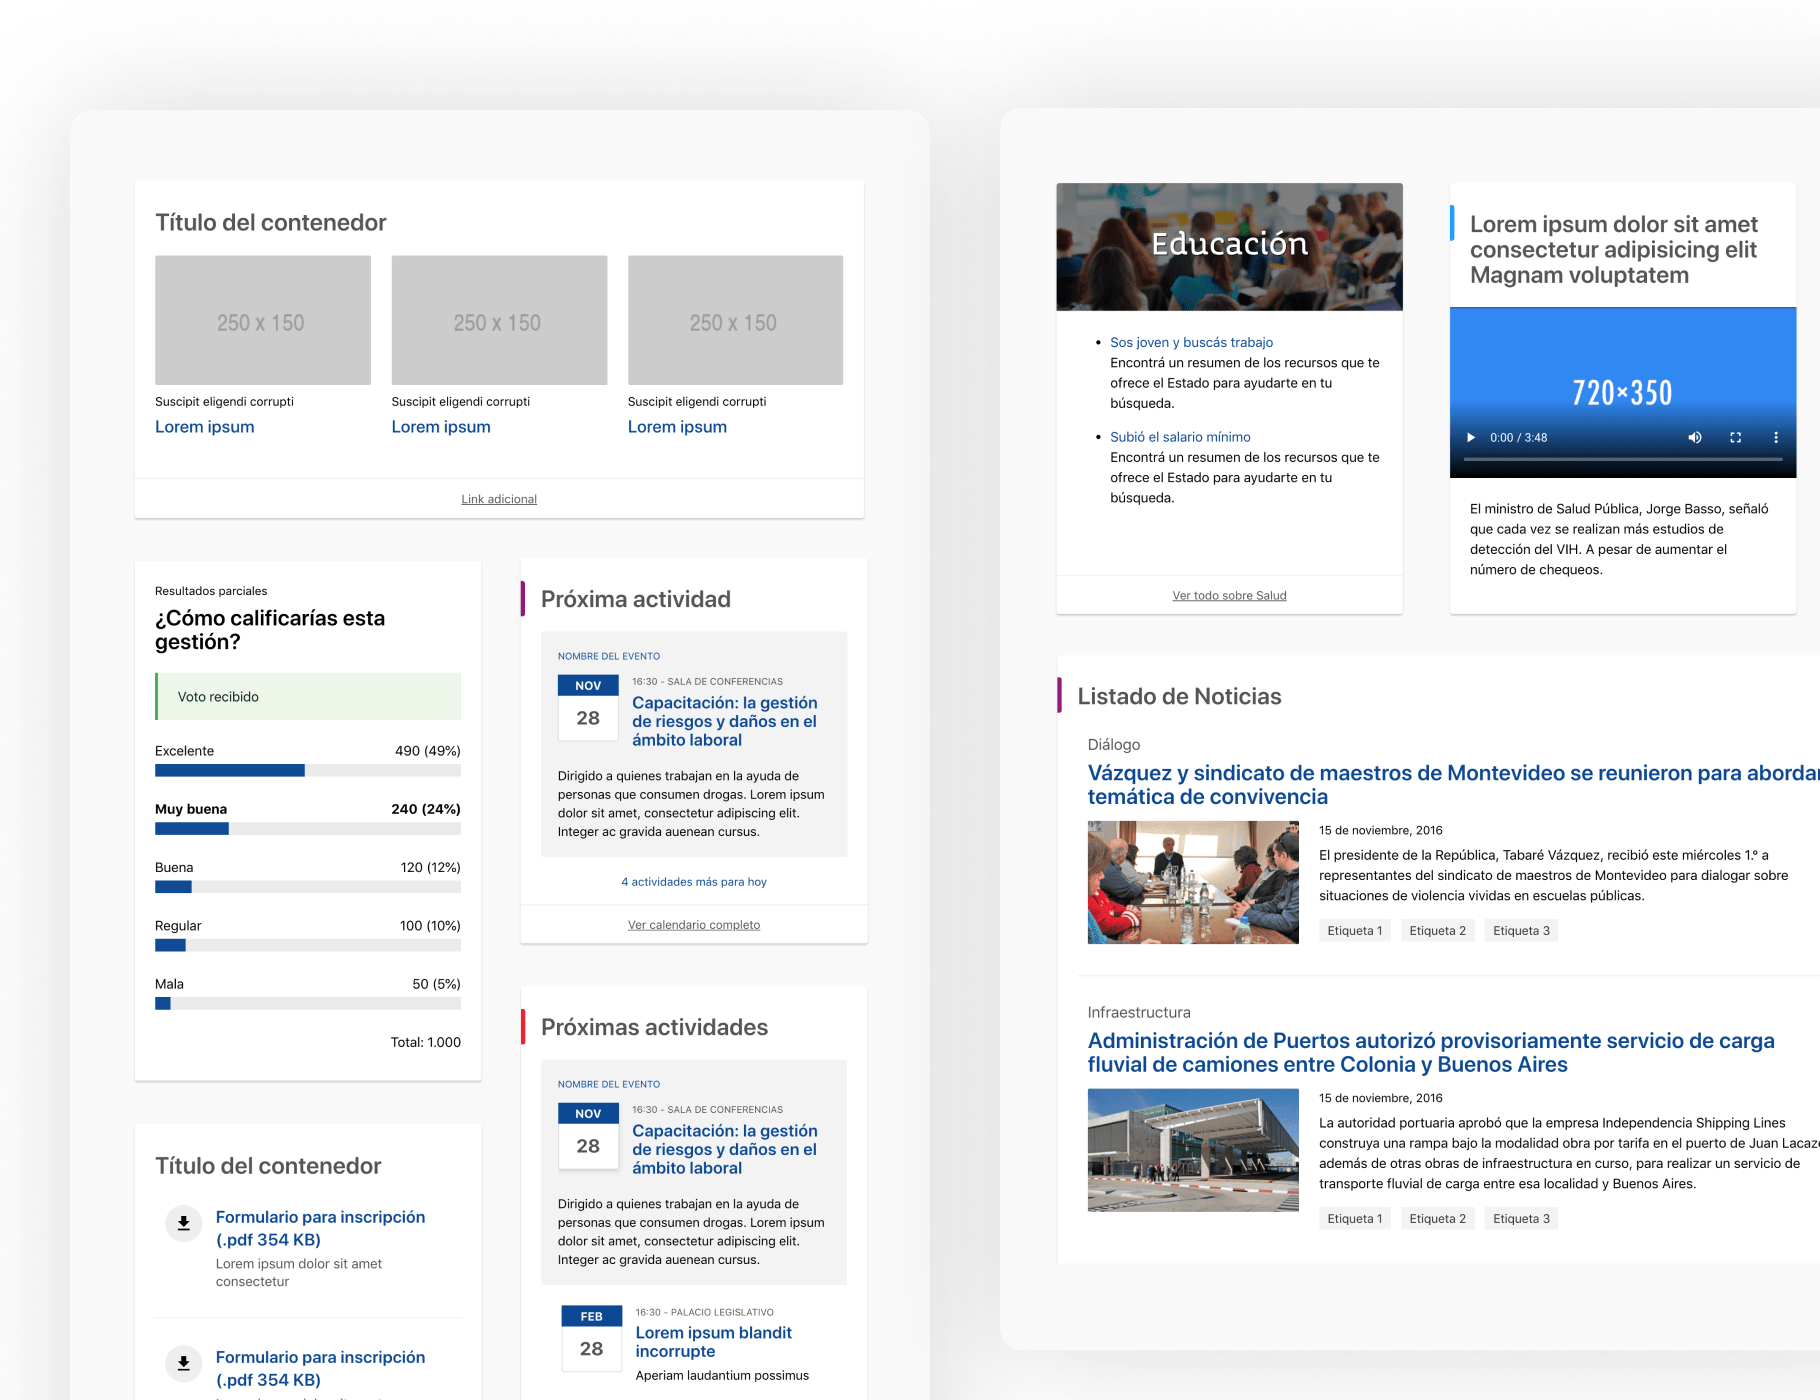 Título del contenedor
250 x 150
250 x 150
250 x 150
Suscipit eligendi corrupti
Suscipit eligendi corrupti
Suscipit eligendi corrupti
Lorem ipsum
Lorem ipsum
Lorem ipsum
Link adicional
Resultados parciales
¿Cómo calificarías esta
gestión?
Voto recibido
Excelente 490 (49%)
Muy buena 240 (24%)
Buena 120 (12%)
Regular 100 (10%)
Mala 50 (5%)
Total: 1.000
Título del contenedor
Formulario para inscripción
(.pdf 354 KB)
Lorem ipsum dolor sit amet
consectetur
Formulario para inscripción
(.pdf 354 KB)
Próxima actividad
NOMBRE DEL EVENTO
NOV
28
16:30 - SALA DE CONFERENCIAS
Capacitación: la gestión
de riesgos y daños en el
ámbito laboral
Dirigido a quienes trabajan en la ayuda de
personas que consumen drogas. Lorem ipsum
dolor sit amet, consectetur adipiscing elit.
Integer ac gravida auenean cursus.
4 actividades más para hoy
Ver calendario completo
Próximas actividades
NOMBRE DEL EVENTO
NOV
28
16:30 - SALA DE CONFERENCIAS
Capacitación: la gestión
de riesgos y daños en el
ámbito laboral
Dirigido a quienes trabajan en la ayuda de
personas que consumen drogas. Lorem ipsum
dolor sit amet, consectetur adipiscing elit.
Integer ac gravida auenean cursus.
FEB
28
16:30 - PALACIO LEGISLATIVO
Lorem ipsum blandit
incorrupte
Aperiam laudantium possimus
Educación
Sos joven y buscás trabajo
Encontrá un resumen de los recursos que te
ofrece el Estado para ayudarte en tu
búsqueda.
Subió el salario mínimo
Encontrá un resumen de los recursos que te
ofrece el Estado para ayudarte en tu
búsqueda.
Ver todo sobre Salud
Lorem ipsum dolor sit amet
consectetur adipisicing elit
Magnam voluptatem
720×350
0:00 / 3:48
El ministro de Salud Pública, Jorge Basso, señaló
que cada vez se realizan más estudios de
detección del VIH. A pesar de aumentar el
número de chequeos.
Listado de Noticias
Diálogo
Vázquez y sindicato de maestros de Montevideo se reunieron para abordar
temática de convivencia
15 de noviembre, 2016
El presidente de la República, Tabaré Vázquez, recibió este miércoles 1.º a
representantes del sindicato de maestros de Montevideo para dialogar sobre
situaciones de violencia vividas en escuelas públicas.
Etiqueta 1 Etiqueta 2 Etiqueta 3
Infraestructura
Administración de Puertos autorizó provisoriamente servicio de carga
fluvial de camiones entre Colonia y Buenos Aires
15 de noviembre, 2016
La autoridad portuaria aprobó que la empresa Independencia Shipping Lines
construya una rampa bajo la modalidad obra por tarifa en el puerto de Juan Lacaz
además de otras obras de infraestructura en curso, para realizar un servicio de
transporte fluvial de carga entre esa localidad y Buenos Aires.
Etiqueta 1 Etiqueta 2 Etiqueta 3